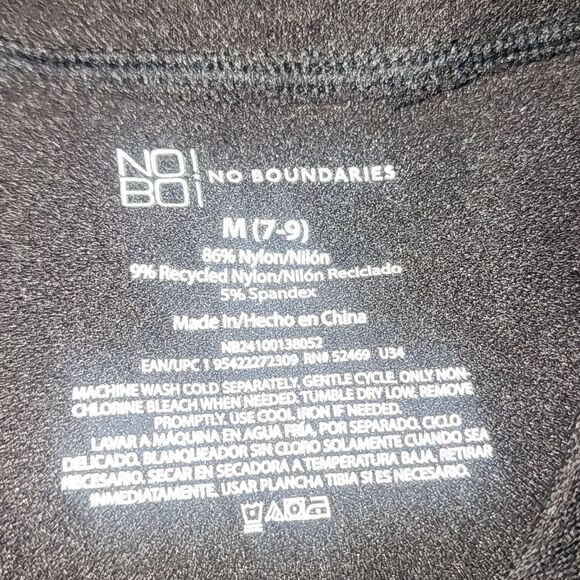 NO!
BO!
NO BOUNDARIES
M (7-9)
86% Nylon/Nilón
9% Recycled Nylon/Nilón Reciclado
5% Spandex
Made in/Hecho en China
NB24100138052
EAN/UPC 1 95422272309 RN# 52469 U34
MACHINE WASH COLD SEPARATELY. GENTLE CYCLE. ONLY NON-
CHLORINE BLEACH WHEN NEEDED. TUMBLE DRY LOW. REMOVE
PROMPTLY. USE COOL IRON IF NEEDED.
LAVAR A MÁQUINA EN AGUA FRÍA, POR SEPARADO. CICLO
DELICADO. BLANQUEADOR SIN CLORO SOLAMENTE CUANDO SEA
NECESARIO. SECAR EN SECADORA A TEMPERATURA BAJA. RETIRAR
INMEDIATAMENTE. USAR PLANCHA TIBIA SI ES NECESARIO.